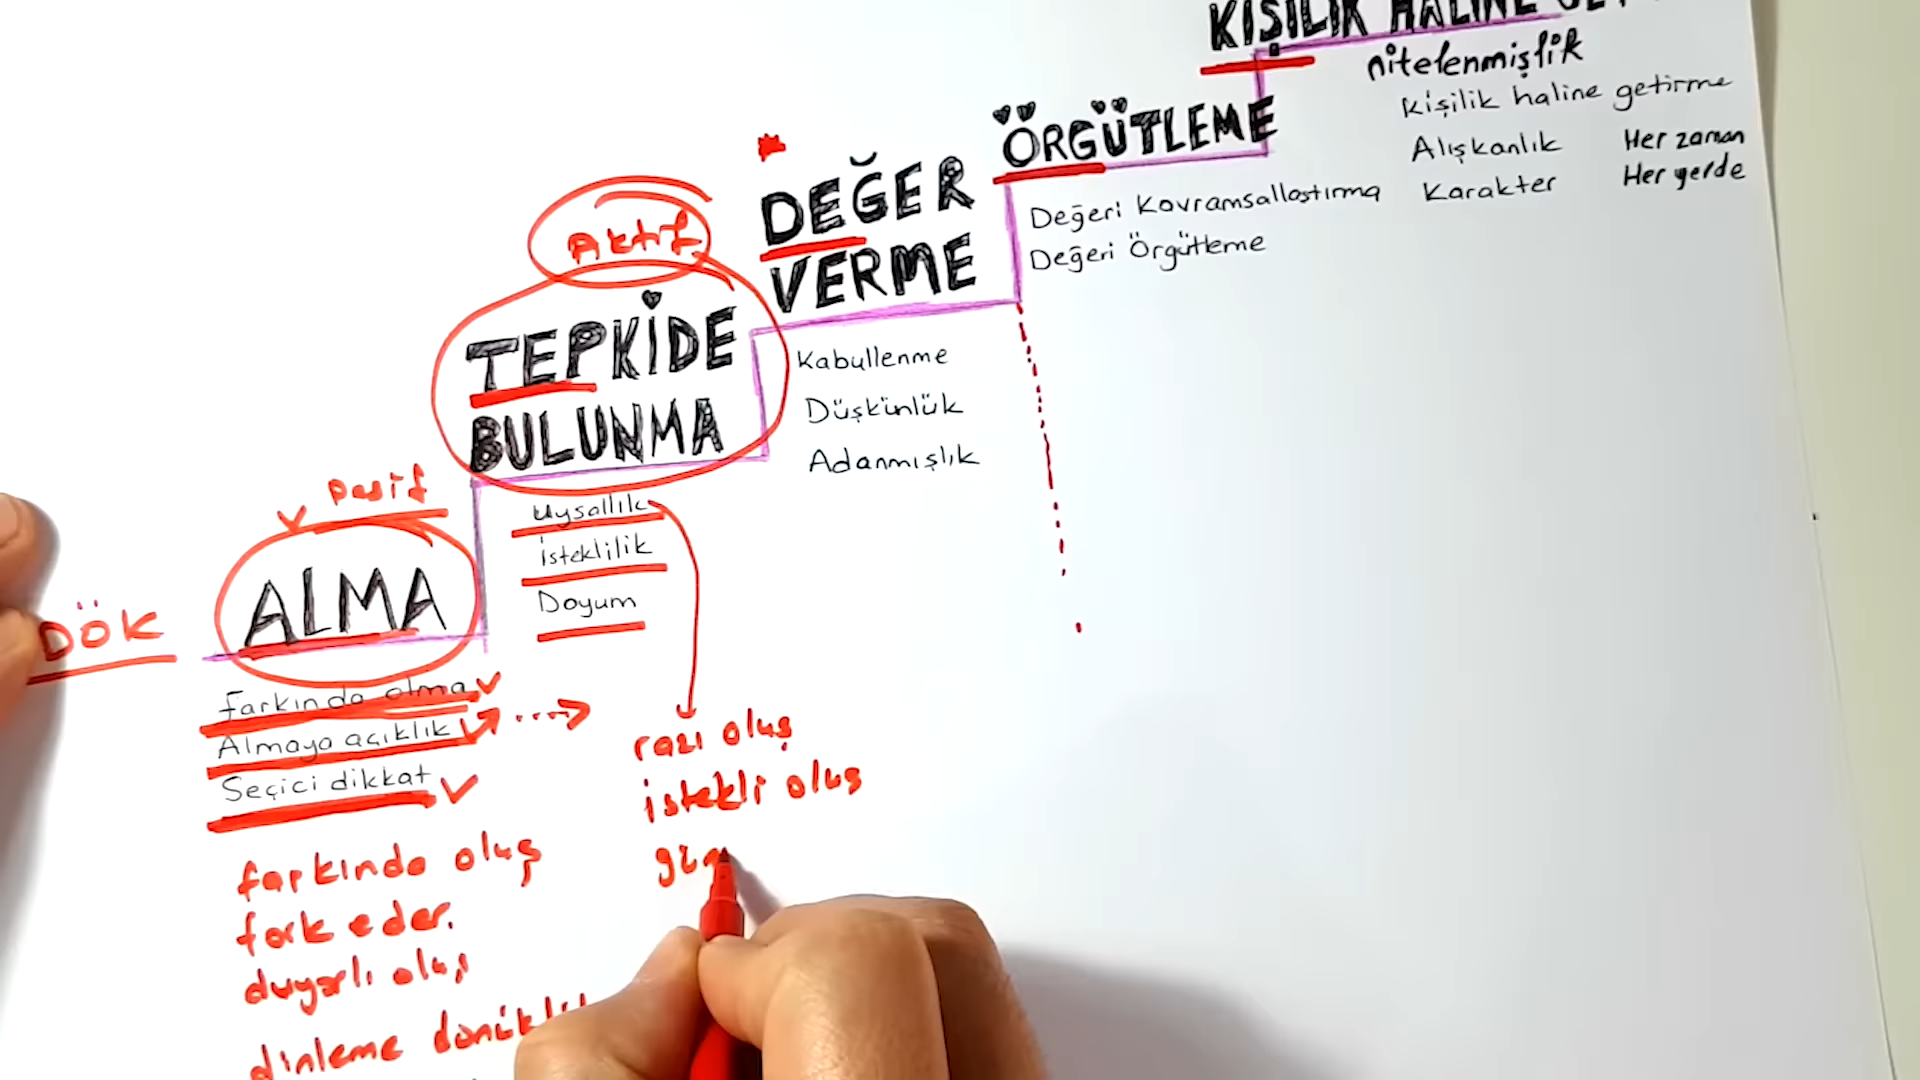 KİŞİLİK HALİNE
nitelenmişlik
Kişilik haline getirme
Alışkanlık
Her zaman
Karakter
Her yerde
ÖRGÜTLEME
Değeri Kavramsallaştırma
Değeri Örgütleme
DEĞER
VERME
Kabullenme
Düşkünlük
Adanmışlık
Aktif
TEPKİDE
BULUNMA
Uysallık
İsteklilik
Doyum
razı oluş
istekli oluş
Pasif
ALMA
DÖK
Farkında olma
Almaya açıklık
Seçici dikkat
farkında oluş
fark eder.
duyarlı oluş
dinleme